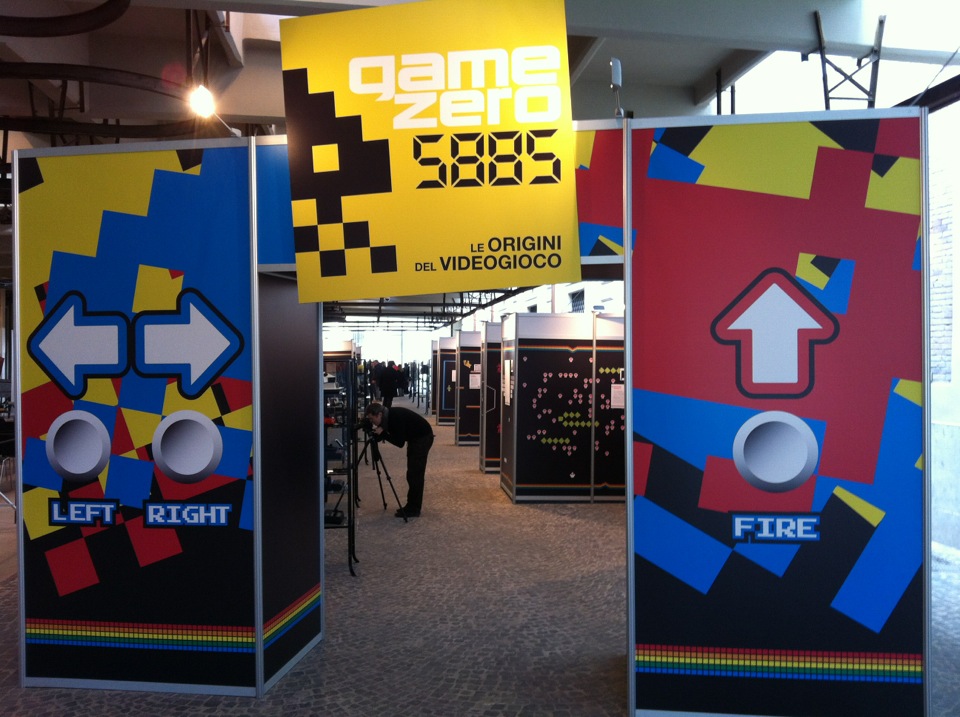 game
zero
5885
LE ORIGINI
DEL VIDEOGIOCO
LEFT
RIGHT
FIRE